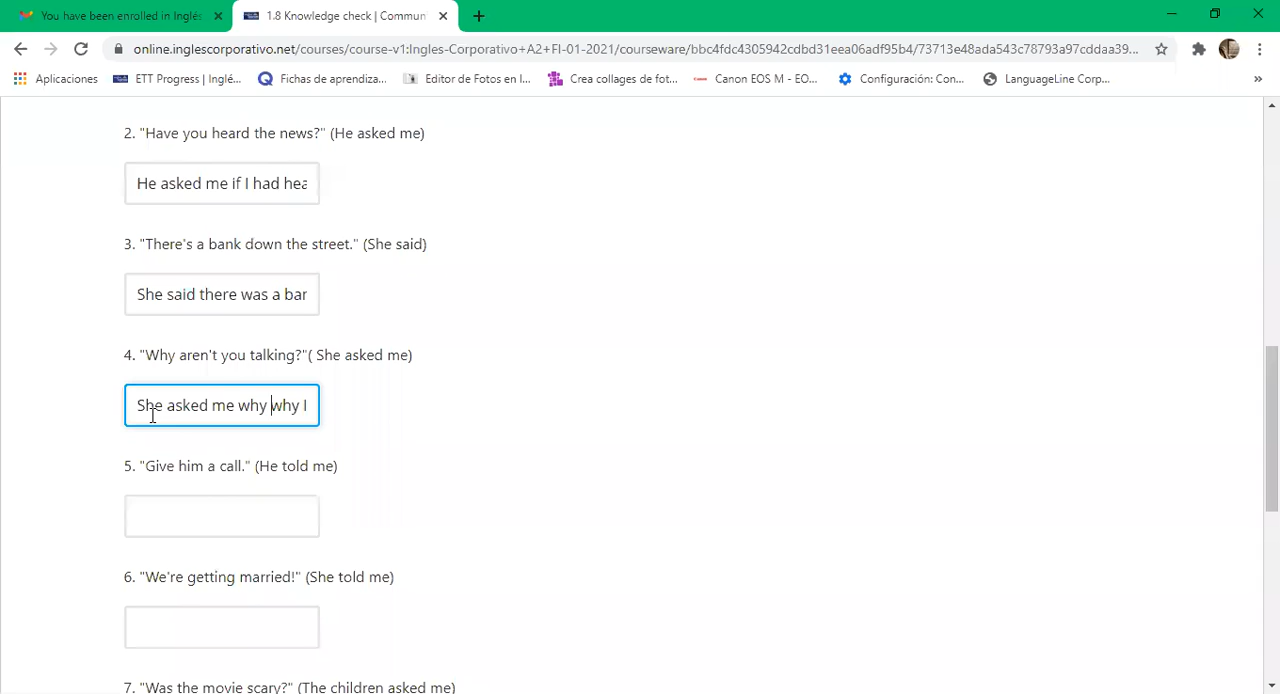 You have been enrolled in Inglés
1.8 Knowledge check | Commun
online.inglescorporativo.net/courses/course-v1:Ingles-Corporativo+A2+FI-01-2021/courseware/bbc4fdc4305942cdbd31eea06adf95b4/73713e48ada543c78793a97cddaa39...
Aplicaciones ETT Progress | Inglé... Fichas de aprendiza... Editor de Fotos en l... Crea collages de fot... Canon EOS M - EO... Configuración: Con... LanguageLine Corp... »
2. "Have you heard the news?" (He asked me)
He asked me if I had hea
3. "There's a bank down the street." (She said)
She said there was a ban
4. "Why aren't you talking?"( She asked me)
She asked me why why I
5. "Give him a call." (He told me)
6. "We're getting married!" (She told me)
7. "Was the movie scary?" (The children asked me)